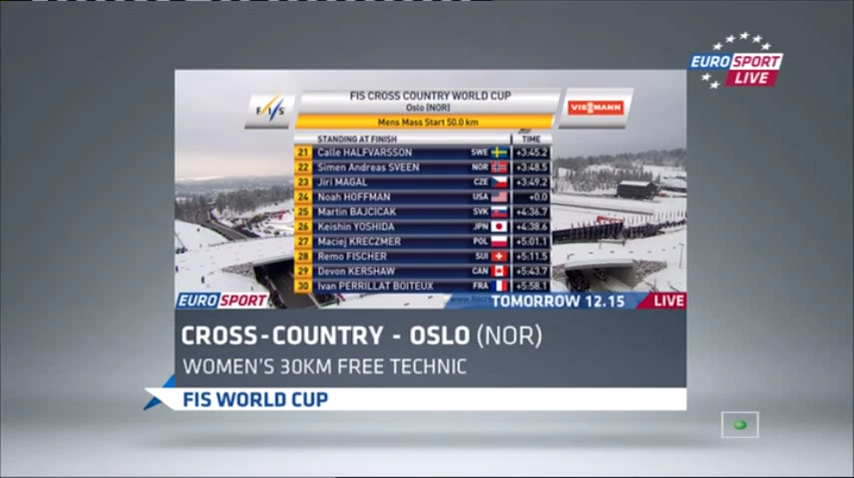 EUROSPORT
LIVE
FIS
FIS CROSS COUNTRY WORLD CUP
Oslo (NOR)
Mens Mass Start 50.0 km
VIESMANN
STANDING AT FINISH TIME
21 Calle HALFVARSSON SWE +3:45.2
22 Simen Andreas SVEEN NOR +3:48.5
23 Jiri MAGAL CZE +3:49.2
24 Noah HOFFMAN USA +0.0
25 Martin BAJCICAK SVK +4:36.7
26 Keishin YOSHIDA JPN +4:38.6
27 Maciej KRECZMER POL +5:01.1
28 Remo FISCHER SUI +5:11.5
29 Devon KERSHAW CAN +5:43.7
30 Ivan PERRILLAT BOITEUX FRA +5:58.1
EUROSPORT TOMORROW 12.15 LIVE
CROSS-COUNTRY - OSLO (NOR)
WOMEN'S 30KM FREE TECHNIC
FIS WORLD CUP